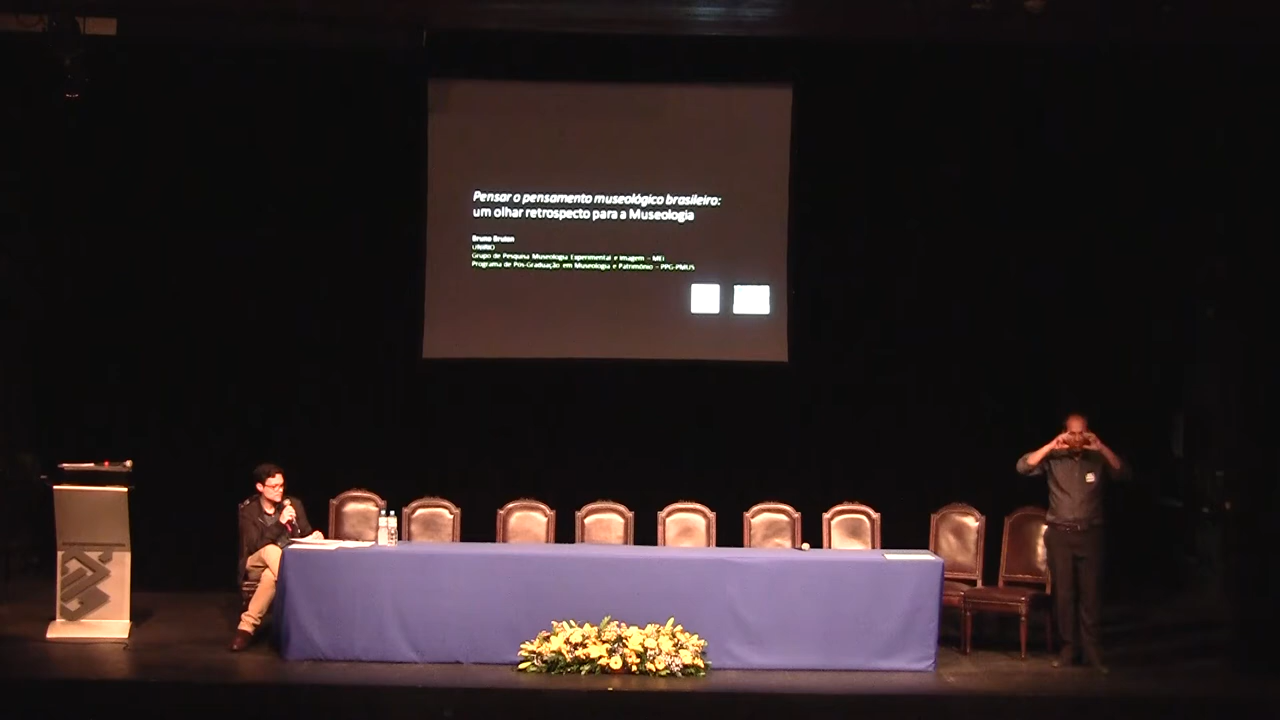 Pensar o pensamento museológico brasileiro:
um olhar retrospecto para a Museologia
Bruno Brulon
UNIRIO
Grupo de Pesquisa Museologia Experimental e Imagem – MEI
Programa de Pós-Graduação em Museologia e Patrimônio – PPG-PMUS